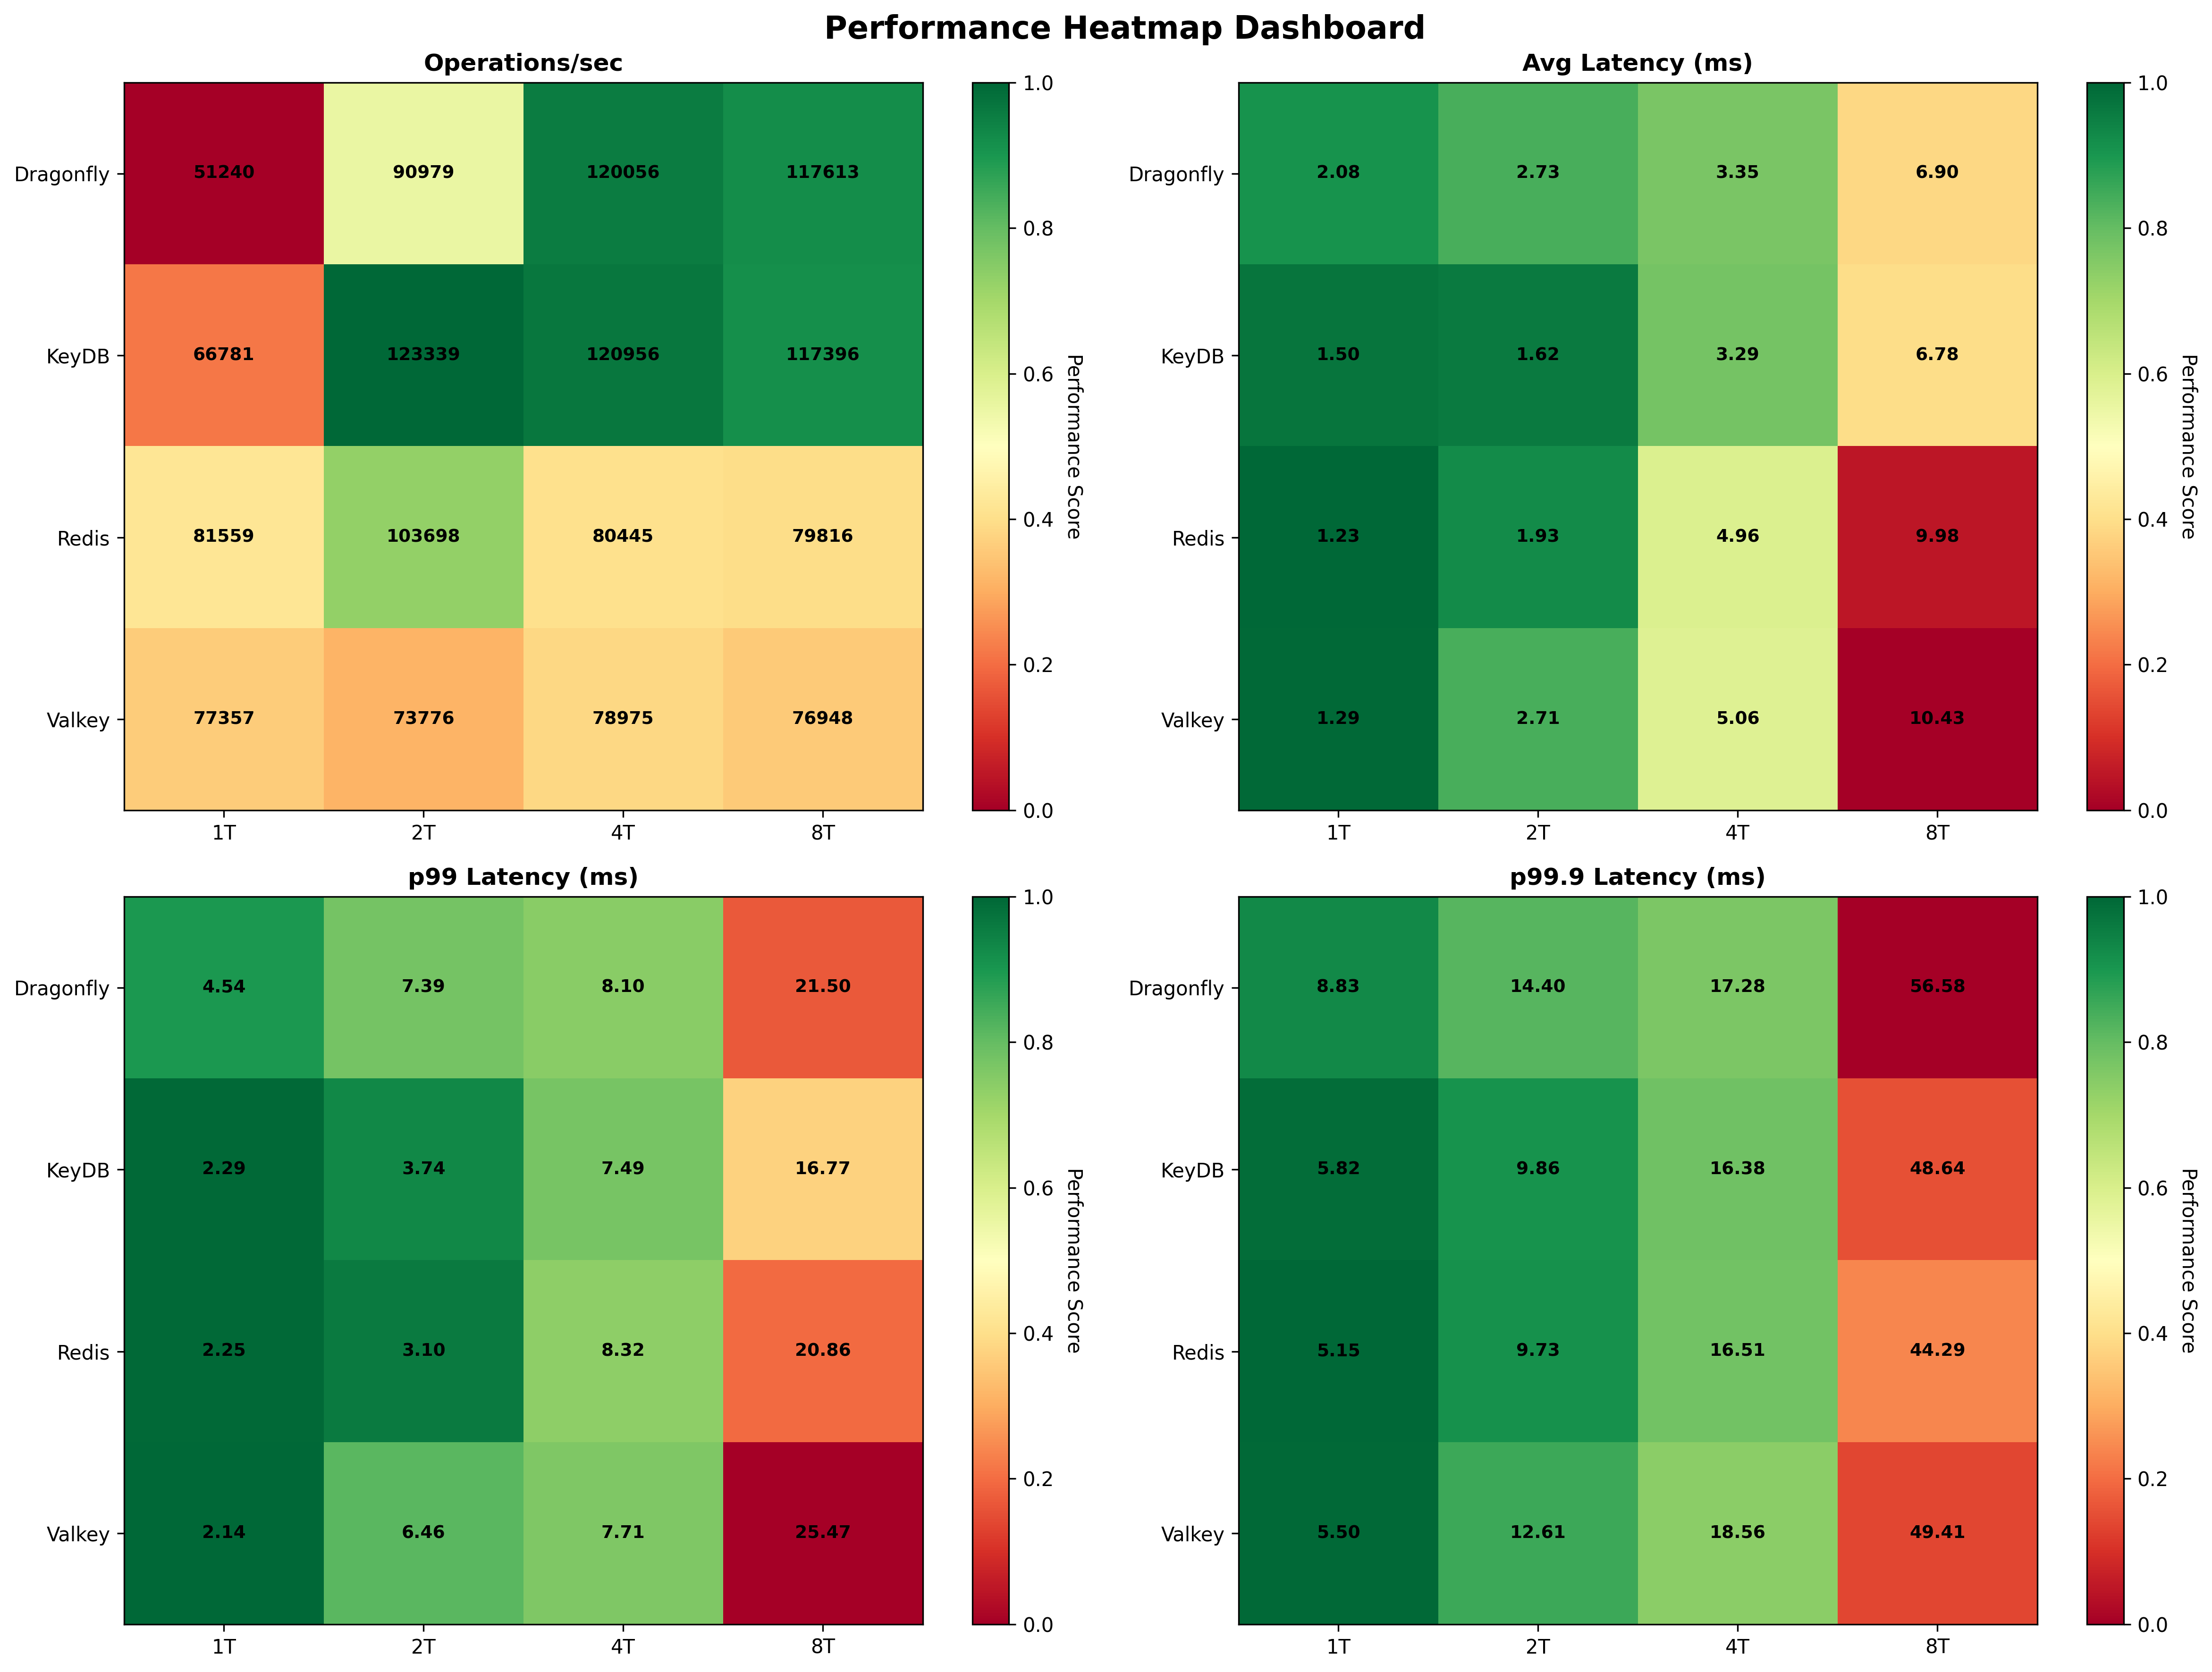 Performance Heatmap Dashboard
Operations/sec
Dragonfly 51240 90979 120056 117613
KeyDB 66781 123339 120956 117396
Redis 81559 103698 80445 79816
Valkey 77357 73776 78975 76948
1T 2T 4T 8T
1.0
0.8
0.6
0.4
0.2
0.0
Performance Score
Avg Latency (ms)
Dragonfly 2.08 2.73 3.35 6.90
KeyDB 1.50 1.62 3.29 6.78
Redis 1.23 1.93 4.96 9.98
Valkey 1.29 2.71 5.06 10.43
1T 2T 4T 8T
1.0
0.8
0.6
0.4
0.2
0.0
Performance Score
p99 Latency (ms)
Dragonfly 4.54 7.39 8.10 21.50
KeyDB 2.29 3.74 7.49 16.77
Redis 2.25 3.10 8.32 20.86
Valkey 2.14 6.46 7.71 25.47
1T 2T 4T 8T
1.0
0.8
0.6
0.4
0.2
0.0
Performance Score
p99.9 Latency (ms)
Dragonfly 8.83 14.40 17.28 56.58
KeyDB 5.82 9.86 16.38 48.64
Redis 5.15 9.73 16.51 44.29
Valkey 5.50 12.61 18.56 49.41
1T 2T 4T 8T
1.0
0.8
0.6
0.4
0.2
0.0
Performance Score